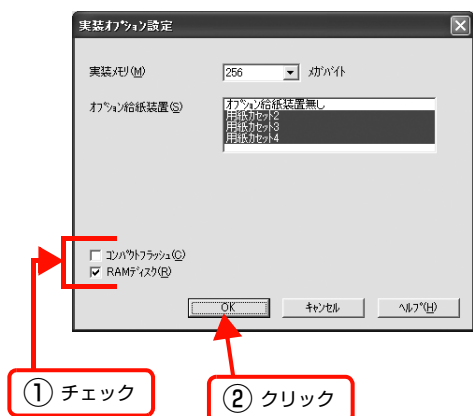 実装ｵﾌﾟｼｮﾝ設定
実装ﾒﾓﾘ(M) 256 ﾒｶﾞﾊﾞｲﾄ
ｵﾌﾟｼｮﾝ給紙装置(S) ｵﾌﾟｼｮﾝ給紙装置無し
用紙ｶｾｯﾄ2
用紙ｶｾｯﾄ3
用紙ｶｾｯﾄ4
ｺﾝﾊﾟｸﾄﾌﾗｯｼｭ(C)
RAMﾃﾞｨｽｸ(R)
OK ｷｬﾝｾﾙ ﾍﾙﾌﾟ(H)
① チェック
② クリック